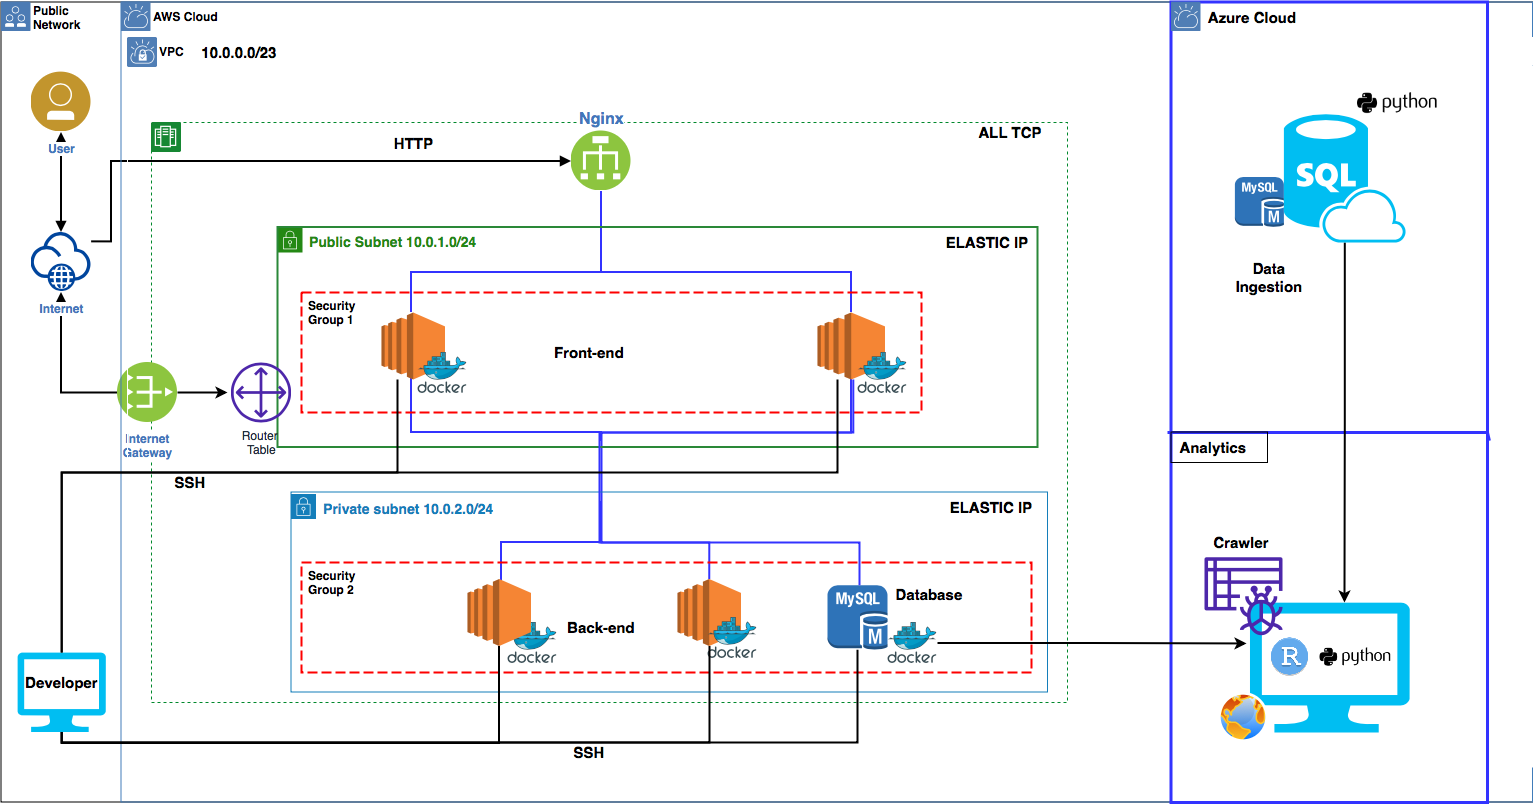 Public
Network
AWS Cloud
VPC
10.0.0.0/23
Azure Cloud
User
Nginx
HTTP
ALL TCP
python
SQL
MySQL
M
Data
Ingestion
Internet
Public Subnet 10.0.1.0/24
ELASTIC IP
Security
Group 1
docker
Front-end
docker
Internet
Gateway
Router
Table
SSH
Analytics
Private subnet 10.0.2.0/24
ELASTIC IP
Security
Group 2
docker
Back-end
docker
MySQL
M
Database
docker
Crawler
R
python
Developer
SSH